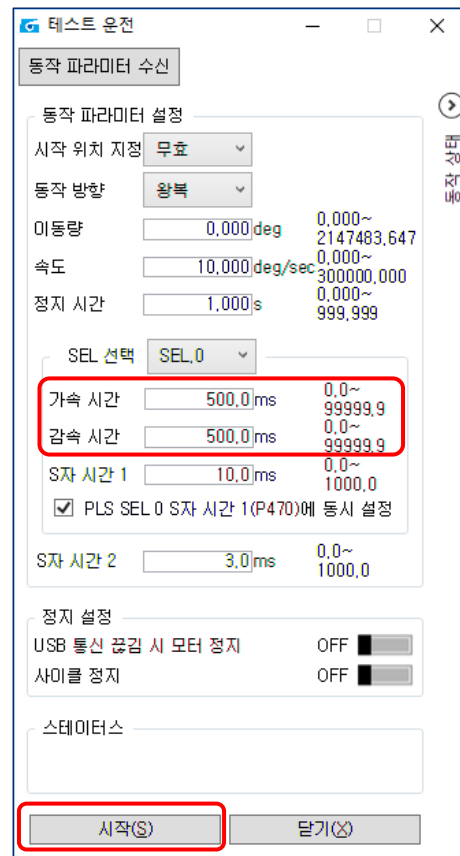 테스트 운전
동작 파라미터 수신
동작 상태
동작 파라미터 설정
시작 위치 지정 무효
동작 방향 왕복
이동량 0,000 deg 0,000~ 2147483,647
속도 10,000 deg/sec 0,000~ 300000,000
정지 시간 1,000 s 0,000~ 999,999
SEL 선택 SEL,0
가속 시간 500,0 ms 0,0~ 99999,9
감속 시간 500,0 ms 0,0~ 99999,9
S자 시간 1 10,0 ms 0,0~ 1000,0
PLS SEL 0 S자 시간 1(P470)에 동시 설정
S자 시간 2 3,0 ms 0,0~ 1000,0
정지 설정
USB 통신 끊김 시 모터 정지 OFF
사이클 정지 OFF
스테이터스
시작(S) 닫기(X)